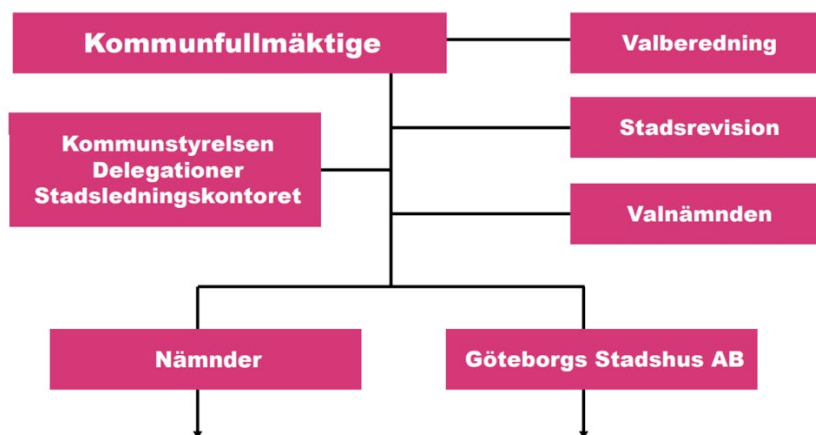 Kommunfullmäktige
Valberedning
Stadsrevision
Kommunstyrelsen
Delegationer
Stadsledningskontoret
Valnämnden
Nämnder
Göteborgs Stadshus AB